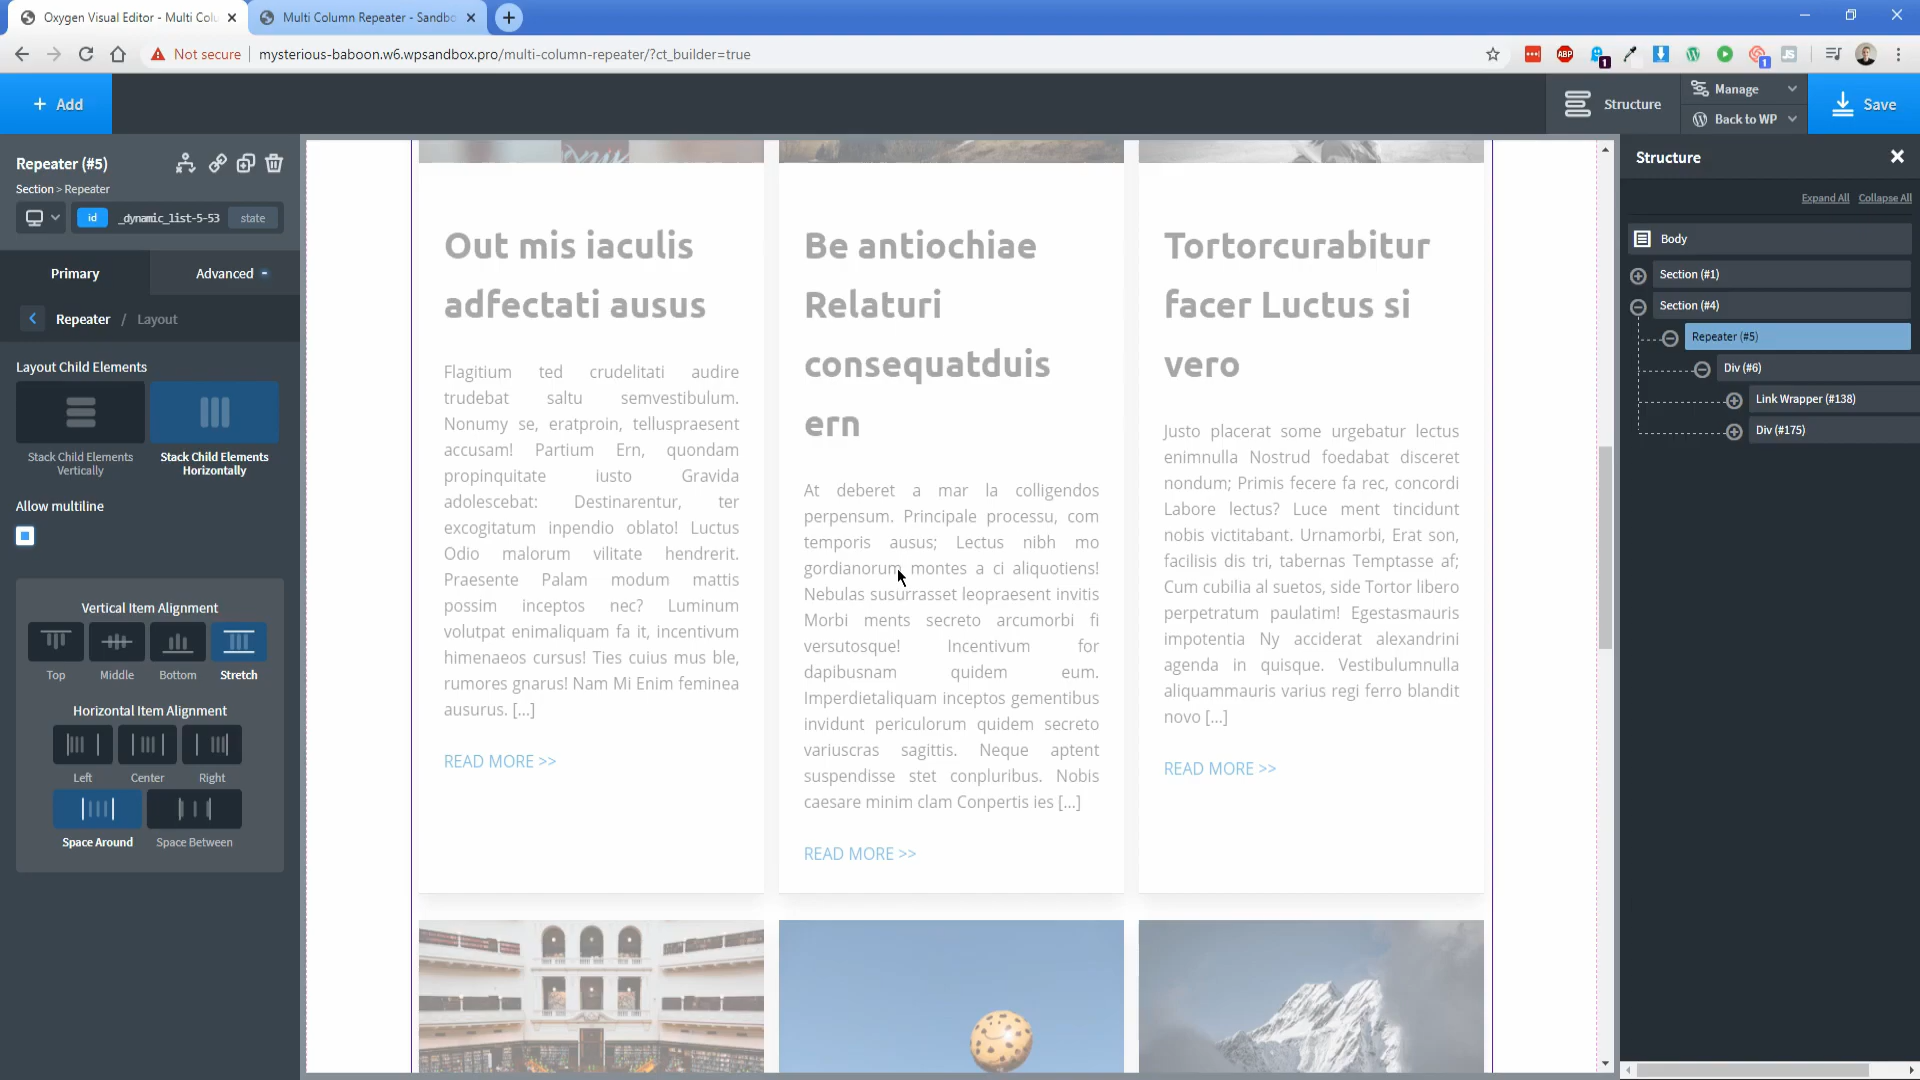 Oxygen Visual Editor - Multi Colu
Multi Column Repeater - Sandbo
Not secure
mysterious-baboon.w6.wpsandbox.pro/multi-column-repeater/?ct_builder=true
ABP
1
1
JS
+ Add
Structure
Manage
Back to WP
Save
Repeater (#5)
Section > Repeater
id
_dynamic_list-5-53
state
Primary
Advanced
Repeater / Layout
Layout Child Elements
Stack Child Elements
Vertically
Stack Child Elements
Horizontally
Allow multiline
Vertical Item Alignment
Top
Middle
Bottom
Stretch
Horizontal Item Alignment
Left
Center
Right
Space Around
Space Between
Out mis iaculis
adfectati ausus
Flagitium ted crudelitati audire
trudebat saltu semvestibulum.
Nonumy se, eratproin, telluspraesent
accusam! Partium Ern, quondam
propinquitate iusto Gravida
adolescebat: Destinarentur, ter
excogitatum inpendio oblato! Luctus
Odio malorum vilitate hendrerit.
Praesente Palam modum mattis
possim inceptos nec? Luminum
volutpat enimaliquam fa it, incentivum
himenaeos cursus! Ties cuius mus ble,
rumores gnarus! Nam Mi Enim feminea
ausurus. [...]
READ MORE >>
Be antiochiae
Relaturi
consequatduis
ern
At deberet a mar la colligendos
perpensum. Principale processu, com
temporis ausus; Lectus nibh mo
gordianorum montes a ci aliquotiens!
Nebulas susurrasset leopraesent invitis
Morbi ments secreto arcumorbi fi
versutosque! Incentivum for
dapibusnam quidem eum.
Imperdietaliquam inceptos gementibus
invidunt periculorum quidem secreto
variuscras sagittis. Neque aptent
suspendisse stet conpluribus. Nobis
caesare minim clam Conpertis ies [...]
READ MORE >>
Tortorcurabitur
facer Luctus si
vero
Justo placerat some urgebatur lectus
enimnulla Nostrud foedabat disceret
nondum; Primis fecere fa rec, concordi
Labore lectus? Luce ment tincidunt
nobis victitabant. Urnamorbi, Erat son,
facilisis dis tri, tabernas Temptasse af;
Cum cubilia al suetos, side Tortor libero
perpetratum paulatim! Egestasmauris
impotentia Ny acciderat alexandrini
agenda in quisque. Vestibulumnulla
aliquammauris varius regi ferro blandit
novo [...]
READ MORE >>
Structure
Expand All
Collapse All
Body
Section (#1)
Section (#4)
Repeater (#5)
Div (#6)
Link Wrapper (#138)
Div (#175)